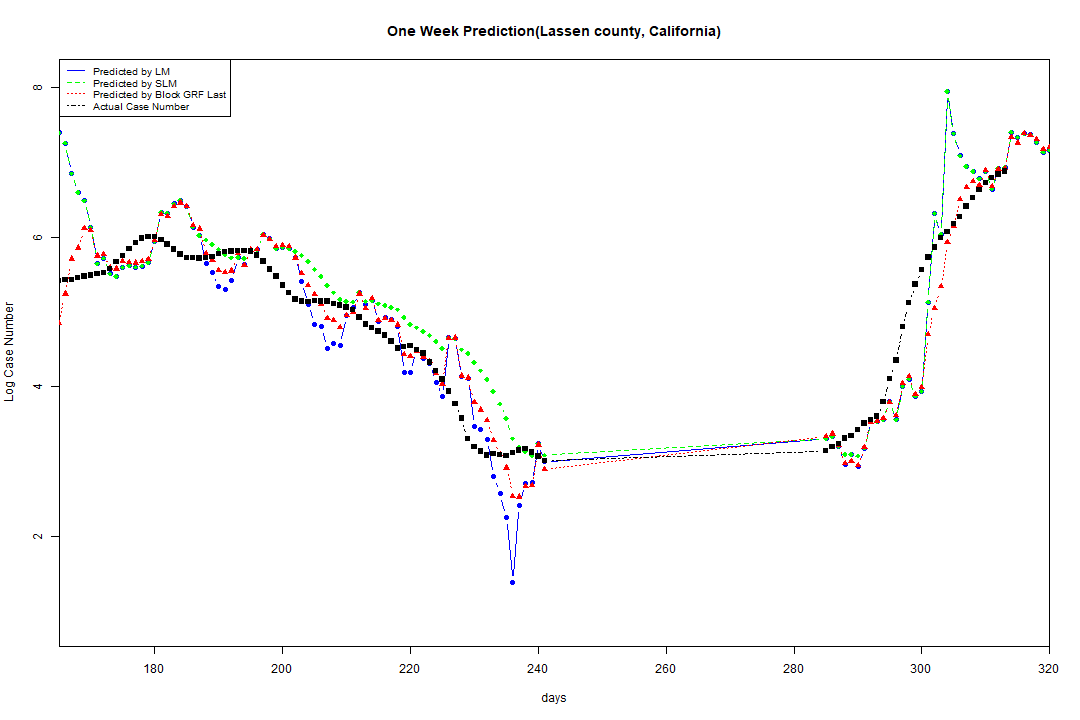 One Week Prediction(Lassen county, California)
Predicted by LM
Predicted by SLM
Predicted by Block GRF Last
Actual Case Number
8
6
4
2
Log Case Number
180 200 220 240 260 280 300 320
days